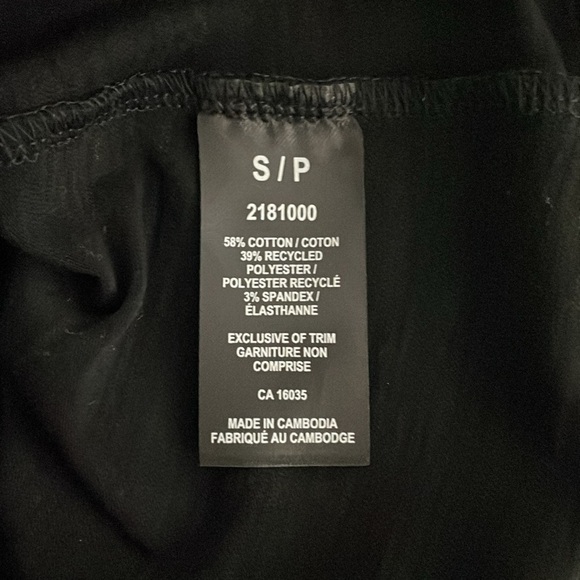 S / P
2181000
58% COTTON / COTON
39% RECYCLED
POLYESTER /
POLYESTER RECYCLÉ
3% SPANDEX /
ÉLASTHANNE
EXCLUSIVE OF TRIM
GARNITURE NON
COMPRISE
CA 16035
MADE IN CAMBODIA
FABRIQUÉ AU CAMBODGE